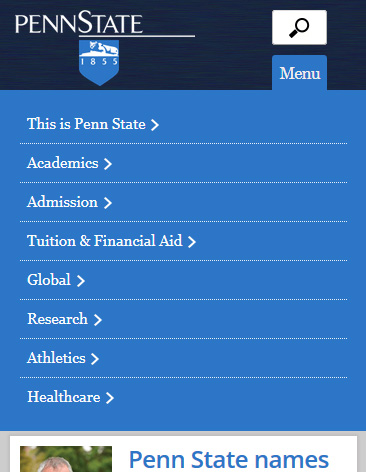 PENNSTATE
1855
Menu
This is Penn State
Academics
Admission
Tuition & Financial Aid
Global
Research
Athletics
Healthcare
Penn State names